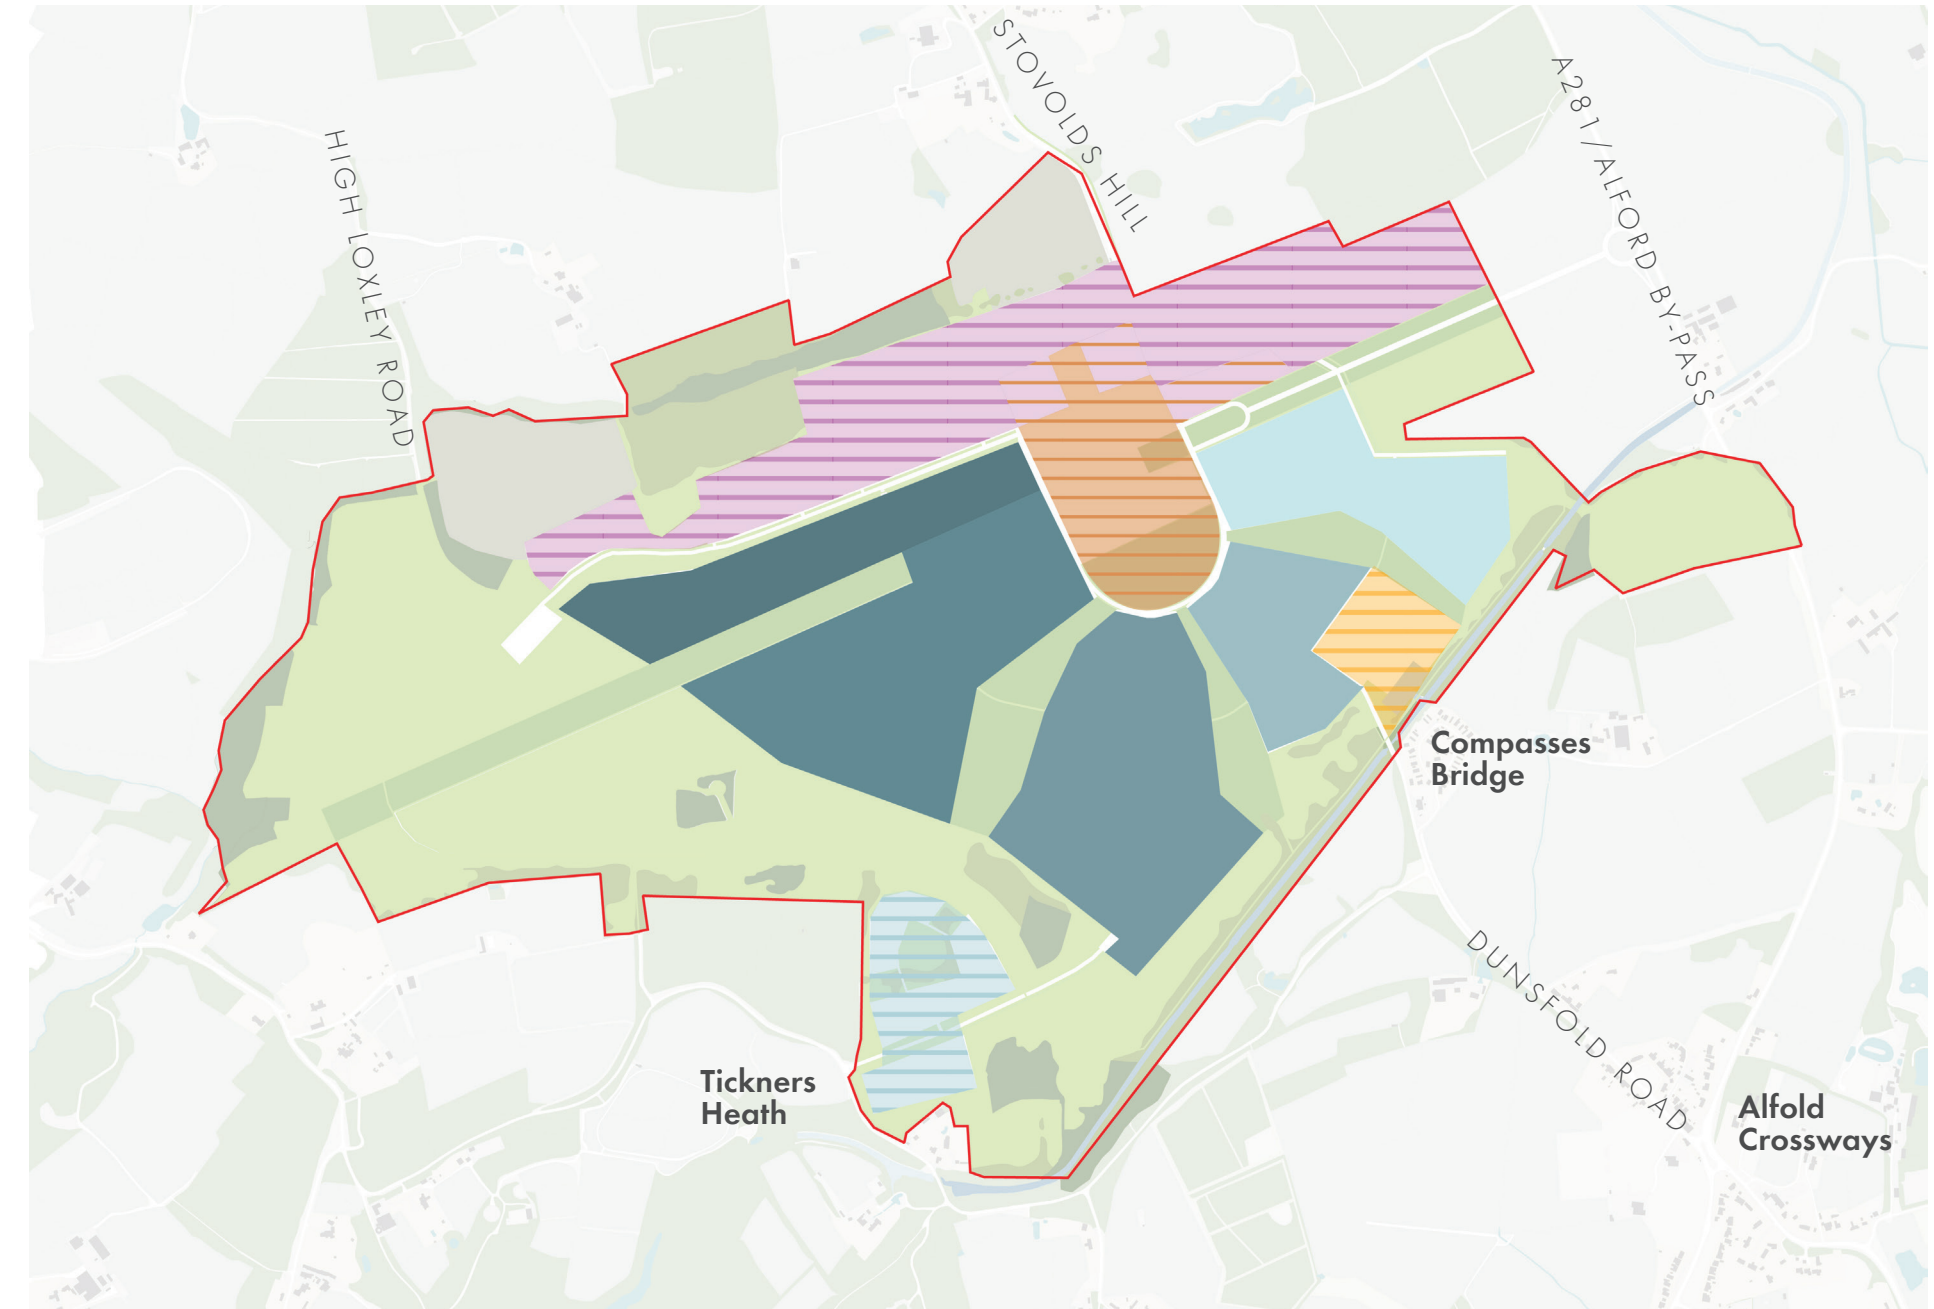 STOVOLDS HILL
A281/ALFORD BY-PASS
HIGH LOXLEY ROAD
Compasses
Bridge
DUNSFOLD ROAD
Tickners
Heath
Alfold
Crossways